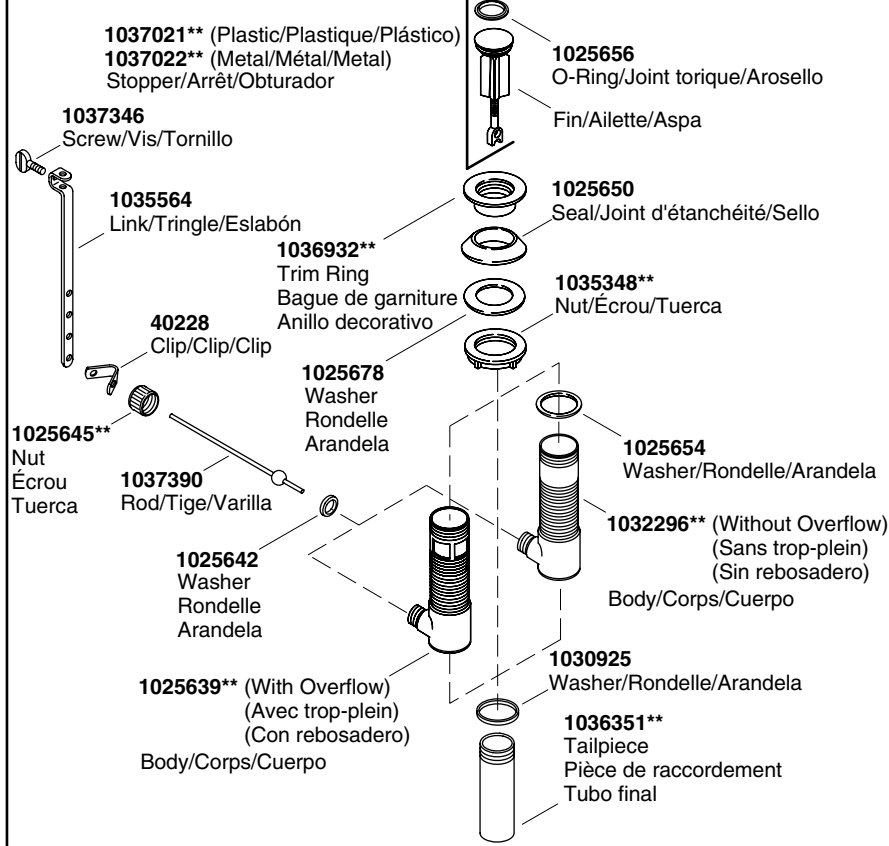 1037021** (Plastic/Plastique/Plástico)
1037022** (Metal/Métal/Metal)
Stopper/Arrêt/Obturador
1025656
O-Ring/Joint torique/Arosello
Fin/Ailette/Aspa
1037346
Screw/Vis/Tornillo
1035564
Link/Tringle/Eslabón
1025650
Seal/Joint d'étanchéité/Sello
1036932**
Trim Ring
Bague de garniture
Anillo decorativo
1035348**
Nut/Écrou/Tuerca
40228
Clip/Clip/Clip
1025678
Washer
Rondelle
Arandela
1025645**
Nut
Écrou
Tuerca
1037390
Rod/Tige/Varilla
1025654
Washer/Rondelle/Arandela
1032296** (Without Overflow)
(Sans trop-plein)
(Sin rebosadero)
Body/Corps/Cuerpo
1025642
Washer
Rondelle
Arandela
1025639** (With Overflow)
(Avec trop-plein)
(Con rebosadero)
Body/Corps/Cuerpo
1030925
Washer/Rondelle/Arandela
1036351**
Tailpiece
Pièce de raccordement
Tubo final